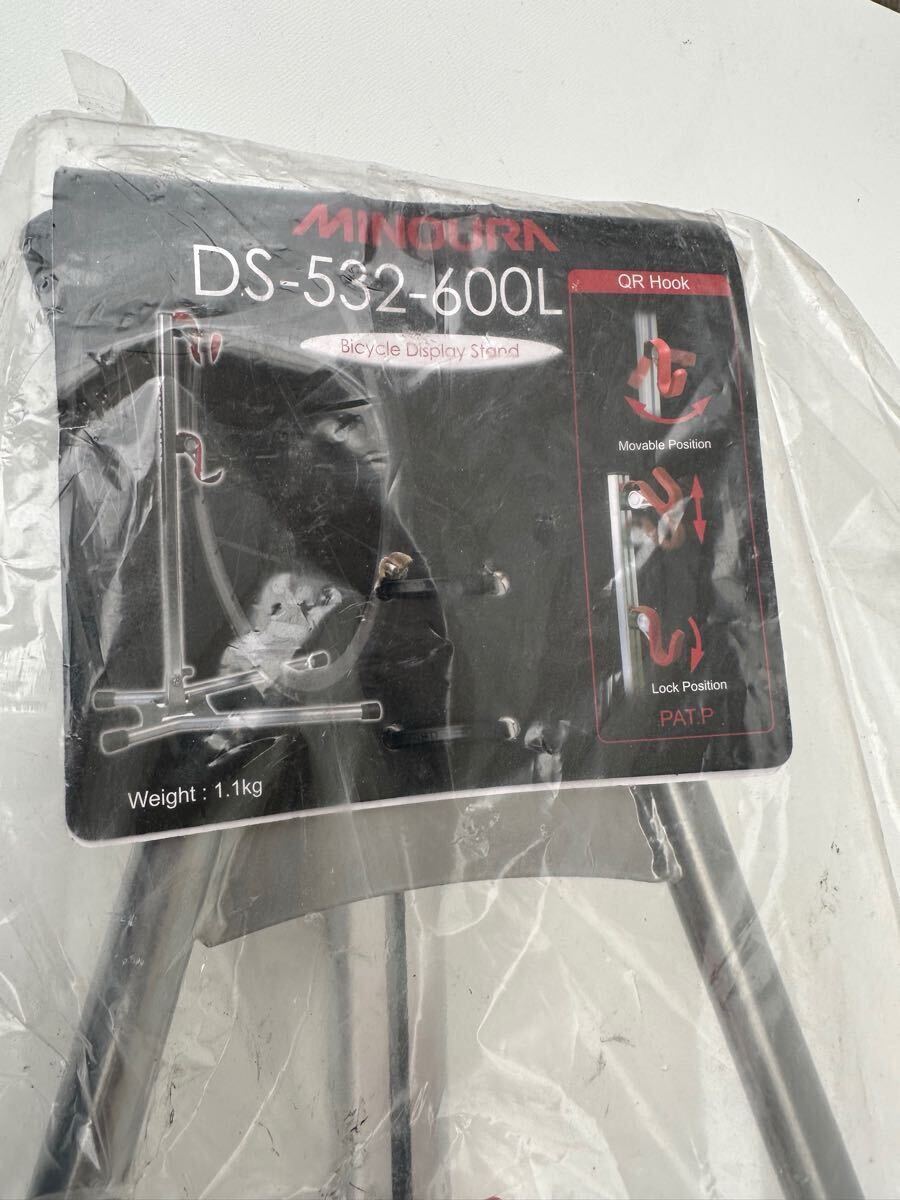 MINOURA
DS-532-600L
Bicycle Display Stand
QR Hook
Movable Position
Lock Position
PAT.P
Weight : 1.1kg